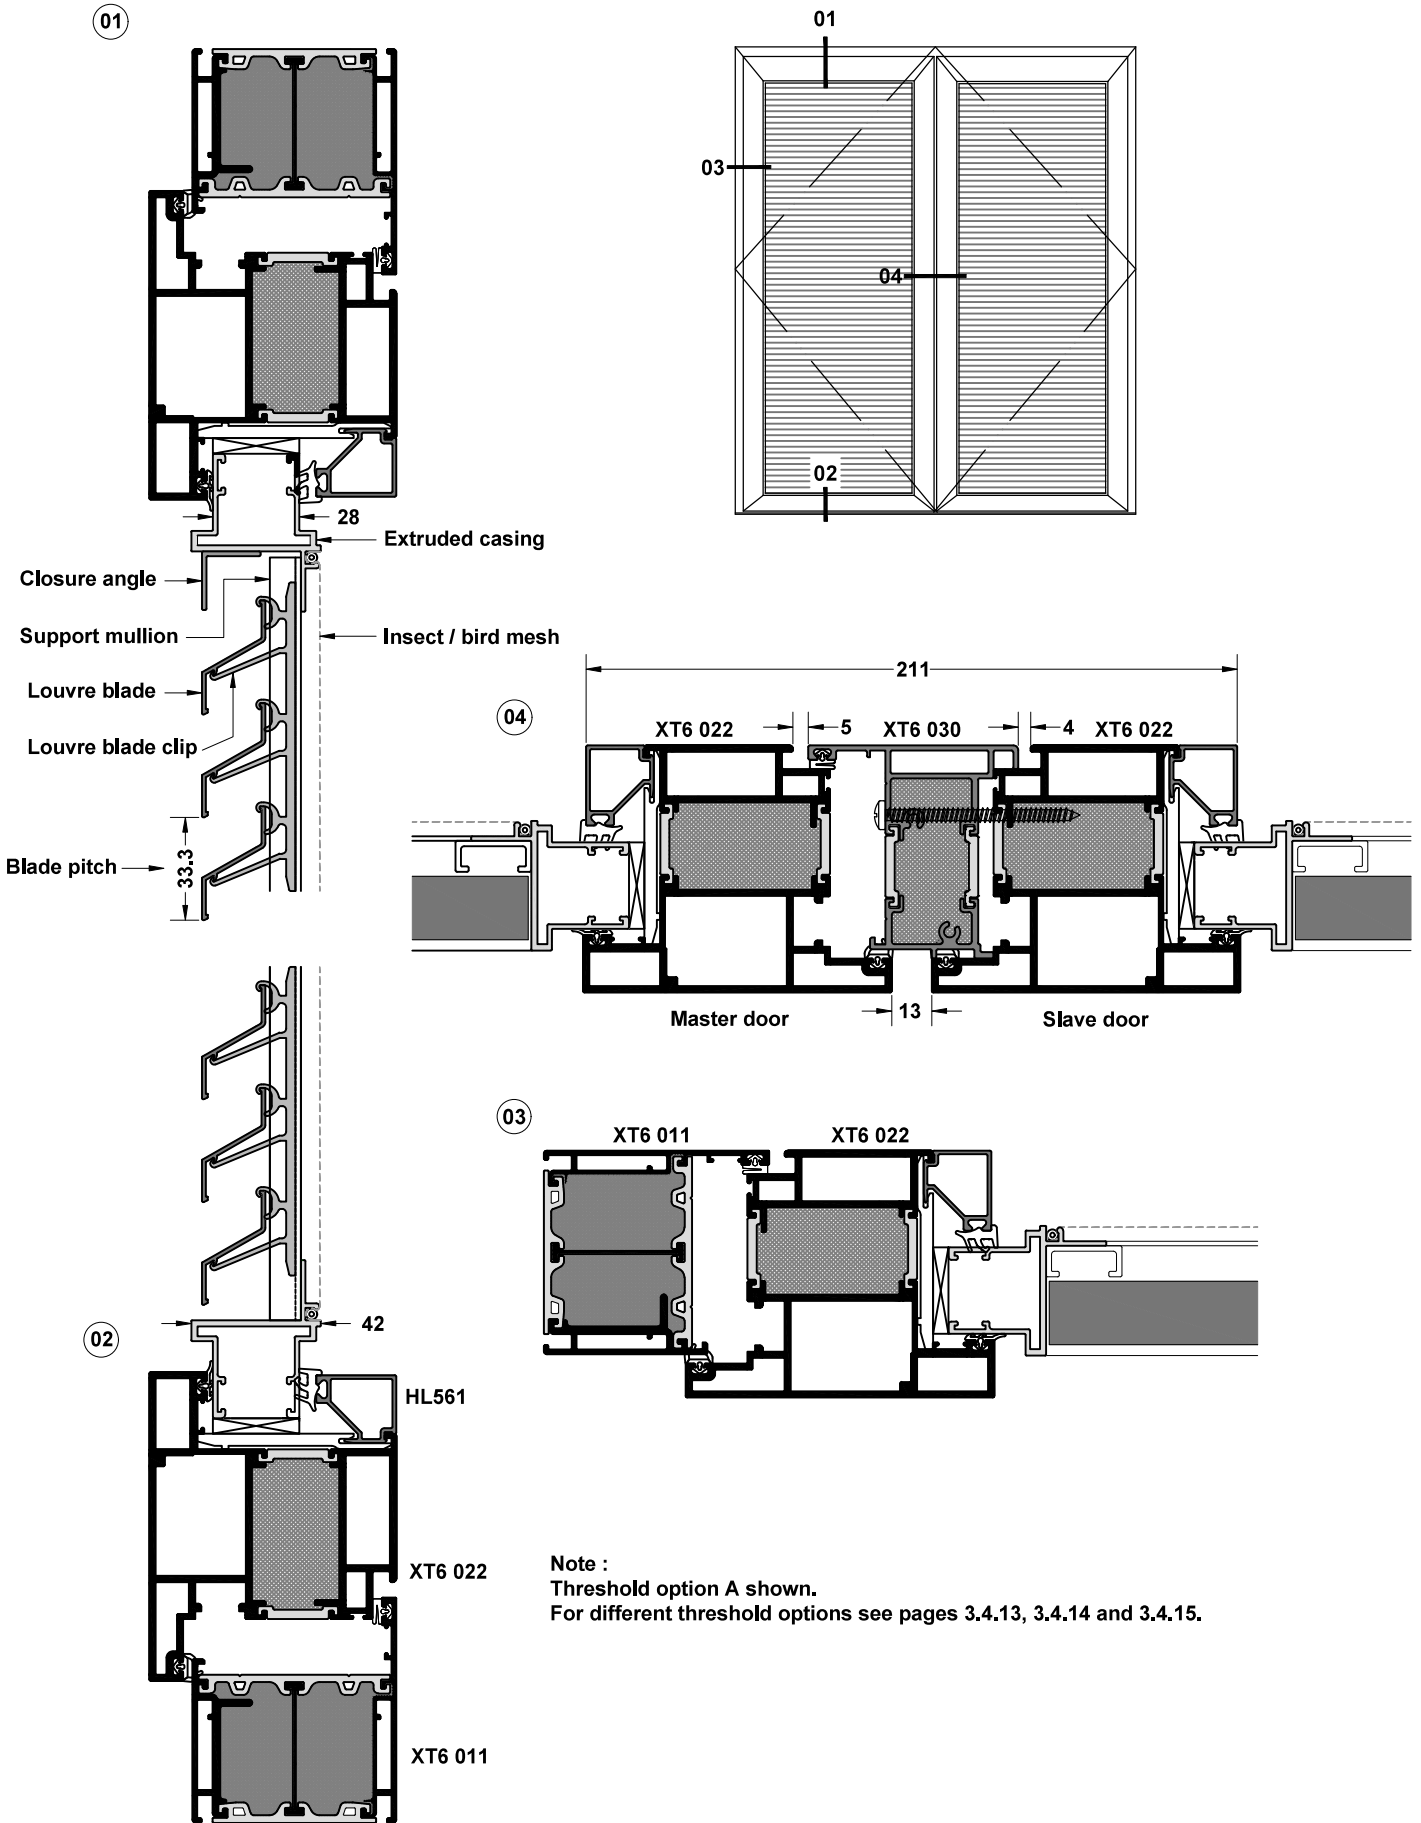 01
01
03
04
02
28
Extruded casing
Closure angle
Support mullion
Insect / bird mesh
Louvre blade
Louvre blade clip
Blade pitch
33.3
04
211
XT6 022
5
XT6 030
4
XT6 022
13
Master door
Slave door
03
XT6 011
XT6 022
02
42
HL561
XT6 022
XT6 011
Note :
Threshold option A shown.
For different threshold options see pages 3.4.13, 3.4.14 and 3.4.15.